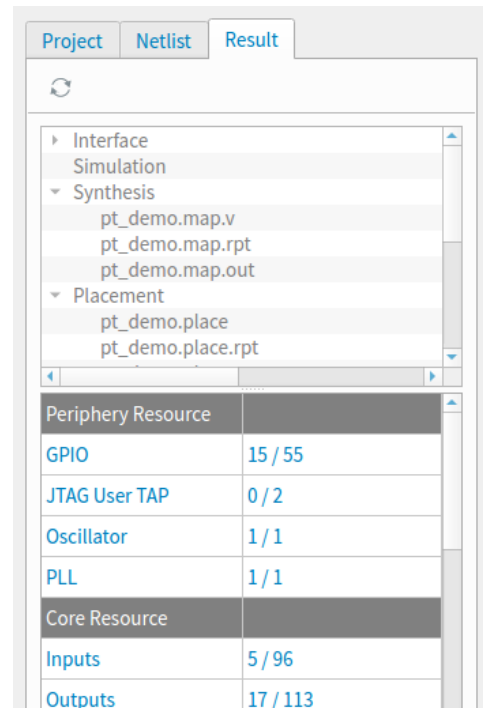 Project Netlist Result
Interface
Simulation
Synthesis
pt_demo.map.v
pt_demo.map.rpt
pt_demo.map.out
Placement
pt_demo.place
pt_demo.place.rpt
Periphery Resource
GPIO 15 / 55
JTAG User TAP 0 / 2
Oscillator 1 / 1
PLL 1 / 1
Core Resource
Inputs 5 / 96
Outputs 17 / 113